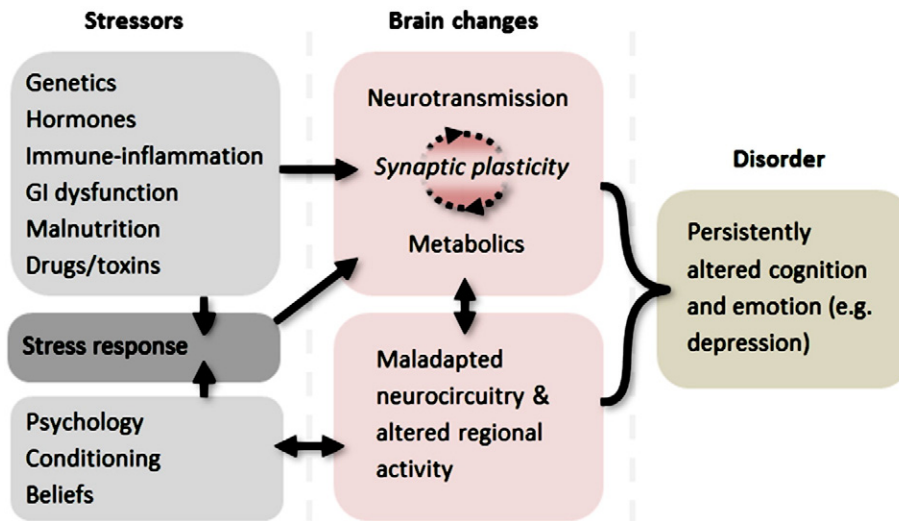 Stressors
Genetics
Hormones
Immune-inflammation
GI dysfunction
Malnutrition
Drugs/toxins
Stress response
Psychology
Conditioning
Beliefs
Brain changes
Neurotransmission
Synaptic plasticity
Metabolics
Maladapted
neurocircuitry &
altered regional
activity
Disorder
Persistently
altered cognition
and emotion (e.g.
depression)